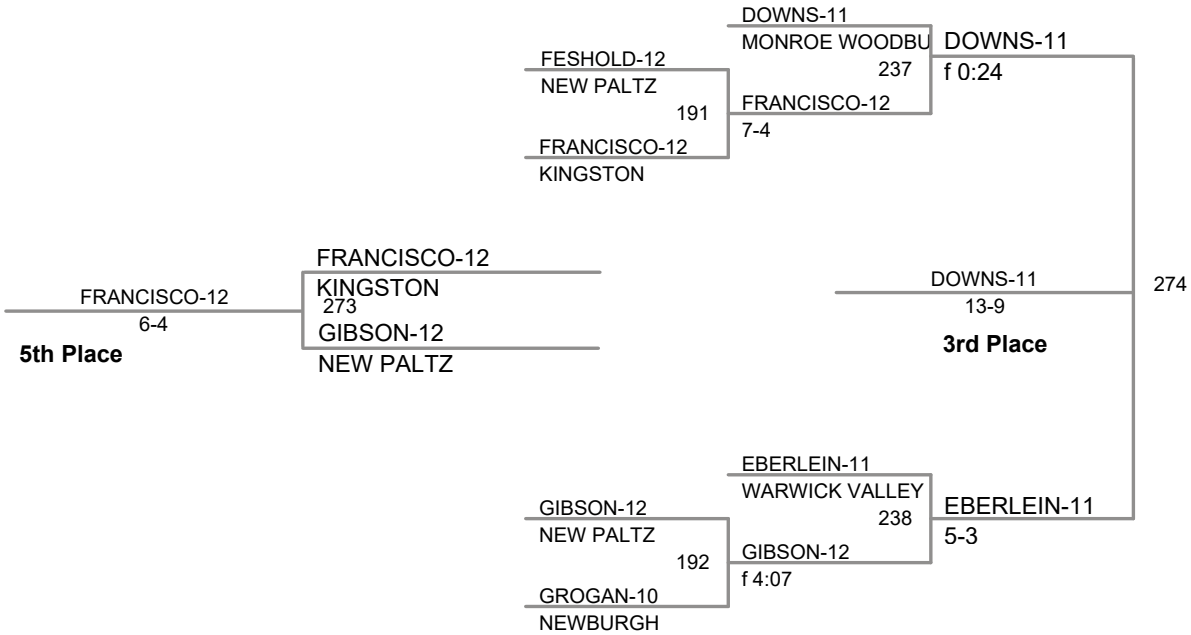 DOWNS-11
MONROE WOODBU
237
DOWNS-11
f 0:24
FESHOLD-12
NEW PALTZ
191
FRANCISCO-12
7-4
FRANCISCO-12
KINGSTON
FRANCISCO-12
KINGSTON
273
FRANCISCO-12
6-4
5th Place
GIBSON-12
NEW PALTZ
DOWNS-11
13-9
3rd Place
274
EBERLEIN-11
WARWICK VALLEY
238
EBERLEIN-11
5-3
GIBSON-12
NEW PALTZ
192
GIBSON-12
f 4:07
GROGAN-10
NEWBURGH